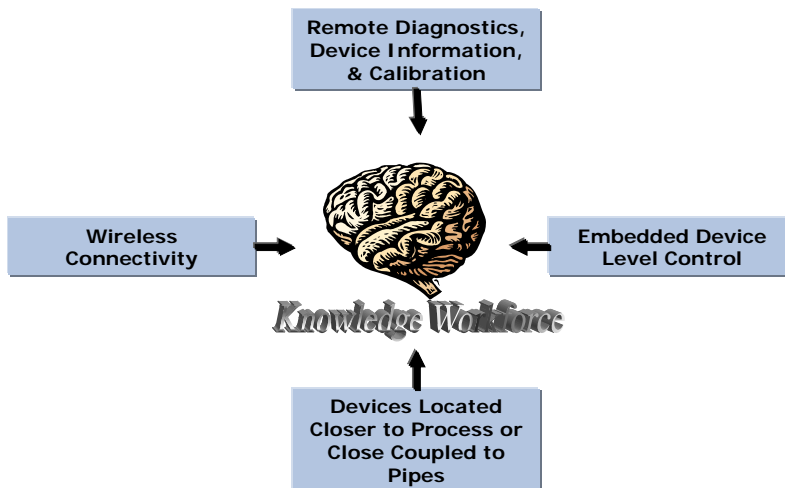 Remote Diagnostics,
Device Information,
& Calibration
Wireless
Connectivity
Embedded Device
Level Control
Knowledge Workforce
Devices Located
Closer to Process or
Close Coupled to
Pipes